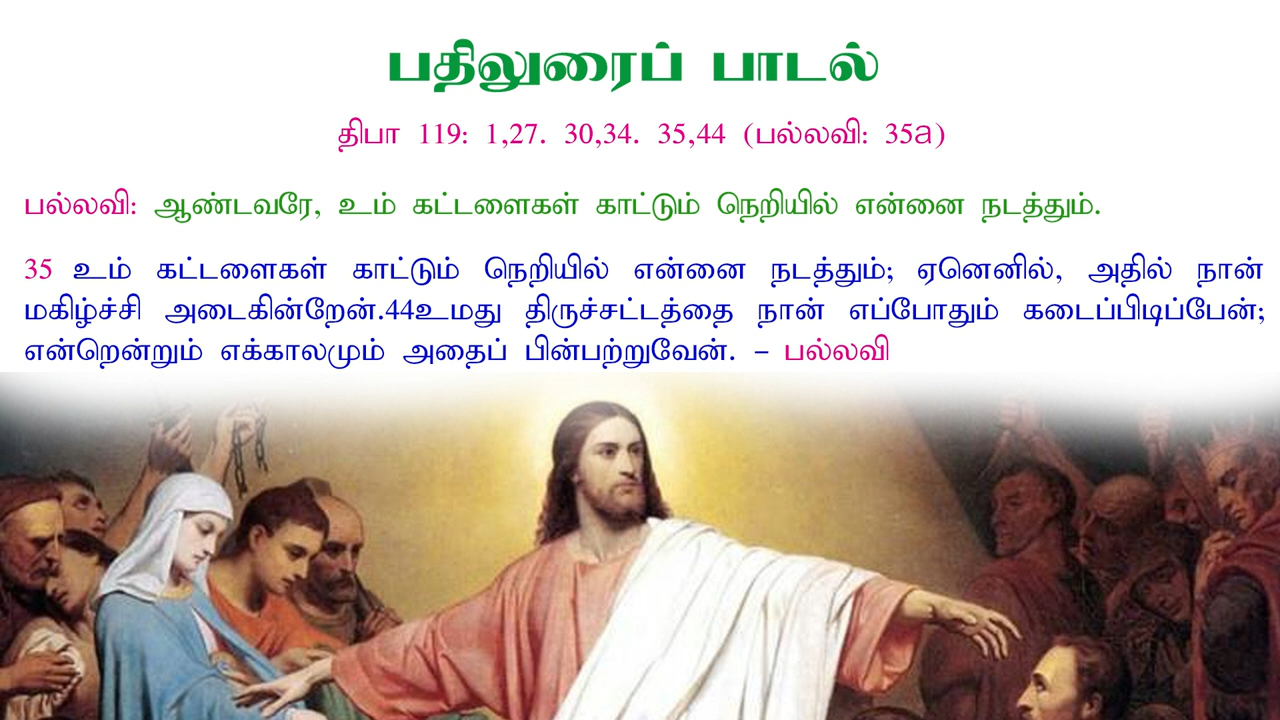 பதிலுரைப் பாடல்
திபா 119: 1,27. 30,34. 35,44 (பல்லவி: 35a)
பல்லவி: ஆண்டவரே, உம் கட்டளைகள் காட்டும் நெறியில் என்னை நடத்தும்.
35 உம் கட்டளைகள் காட்டும் நெறியில் என்னை நடத்தும்; ஏனெனில், அதில் நான்
மகிழ்ச்சி அடைகின்றேன்.44உமது திருச்சட்டத்தை நான் எப்போதும் கடைப்பிடிப்பேன்;
என்றென்றும் எக்காலமும் அதைப் பின்பற்றுவேன். – பல்லவி